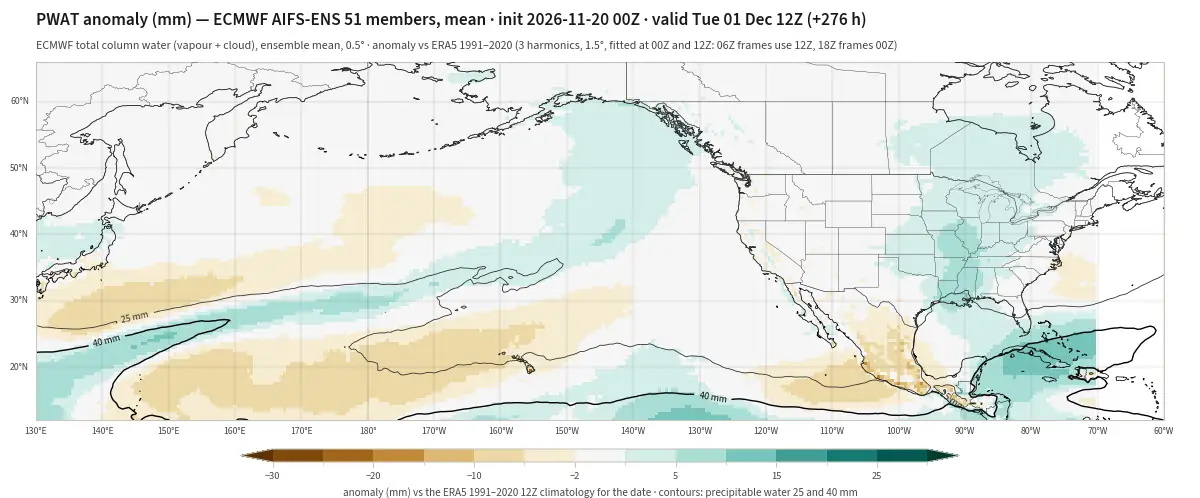 PWAT anomaly (mm) — ECMWF AIFS-ENS 51 members, mean · init 2026-11-20 00Z · valid Tue 01 Dec 12Z (+276 h)
ECMWF total column water (vapour + cloud), ensemble mean, 0.5° · anomaly vs ERA5 1991–2020 (3 harmonics, 1.5°, fitted at 00Z and 12Z: 06Z frames use 12Z, 18Z frames 00Z)
60°N
50°N
40°N
30°N
20°N
25 mm
40 mm
40 mm
130°E 140°E 150°E 160°E 170°E 180° 170°W 160°W 150°W 140°W 130°W 120°W 110°W 100°W 90°W 80°W 70°W 60°W
−30 −20 −10 −2 5 15 25
anomaly (mm) vs the ERA5 1991–2020 12Z climatology for the date · contours: precipitable water 25 and 40 mm